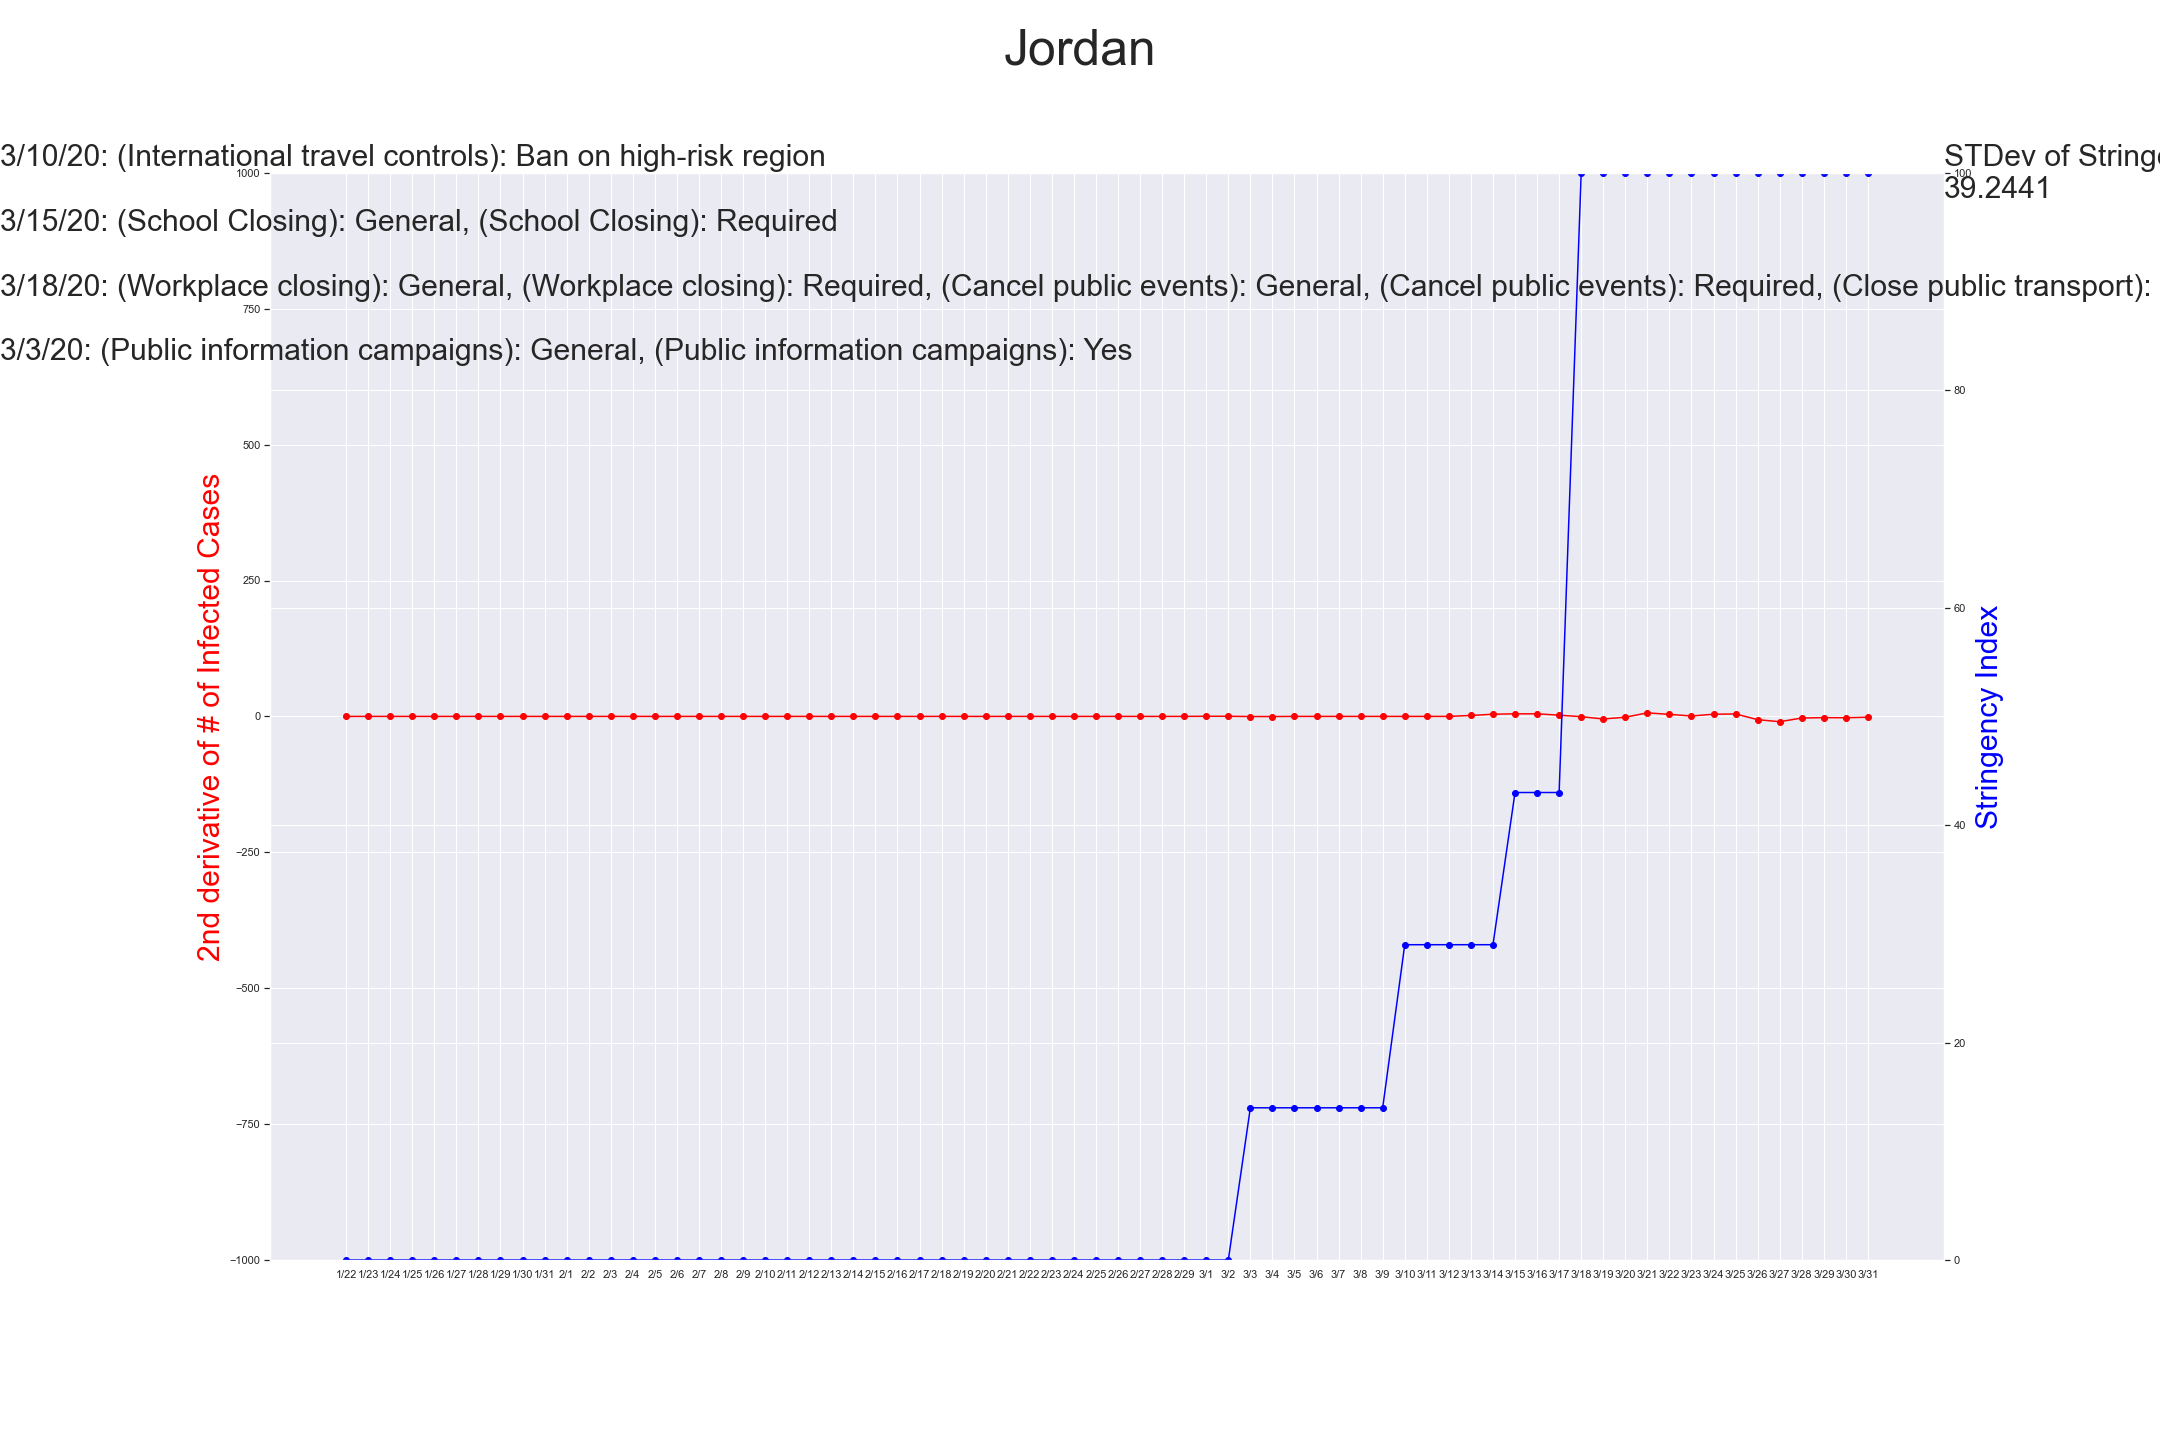 Jordan
3/10/20: (International travel controls): Ban on high-risk region
STDev of String
39.2441
3/15/20: (School Closing): General, (School Closing): Required
3/18/20: (Workplace closing): General, (Workplace closing): Required, (Cancel public events): General, (Cancel public events): Required, (Close public transport):
3/3/20: (Public information campaigns): General, (Public information campaigns): Yes
2nd derivative of # of Infected Cases
1000
750
500
250
0
−250
−500
−750
−1000
Stringency Index
100
80
60
40
20
0
1/22 1/23 1/24 1/25 1/26 1/27 1/28 1/29 1/30 1/31 2/1 2/2 2/3 2/4 2/5 2/6 2/7 2/8 2/9 2/10 2/11 2/12 2/13 2/14 2/15 2/16 2/17 2/18 2/19 2/20 2/21 2/22 2/23 2/24 2/25 2/26 2/27 2/28 2/29 3/1 3/2 3/3 3/4 3/5 3/6 3/7 3/8 3/9 3/10 3/11 3/12 3/13 3/14 3/15 3/16 3/17 3/18 3/19 3/20 3/21 3/22 3/23 3/24 3/25 3/26 3/27 3/28 3/29 3/30 3/31